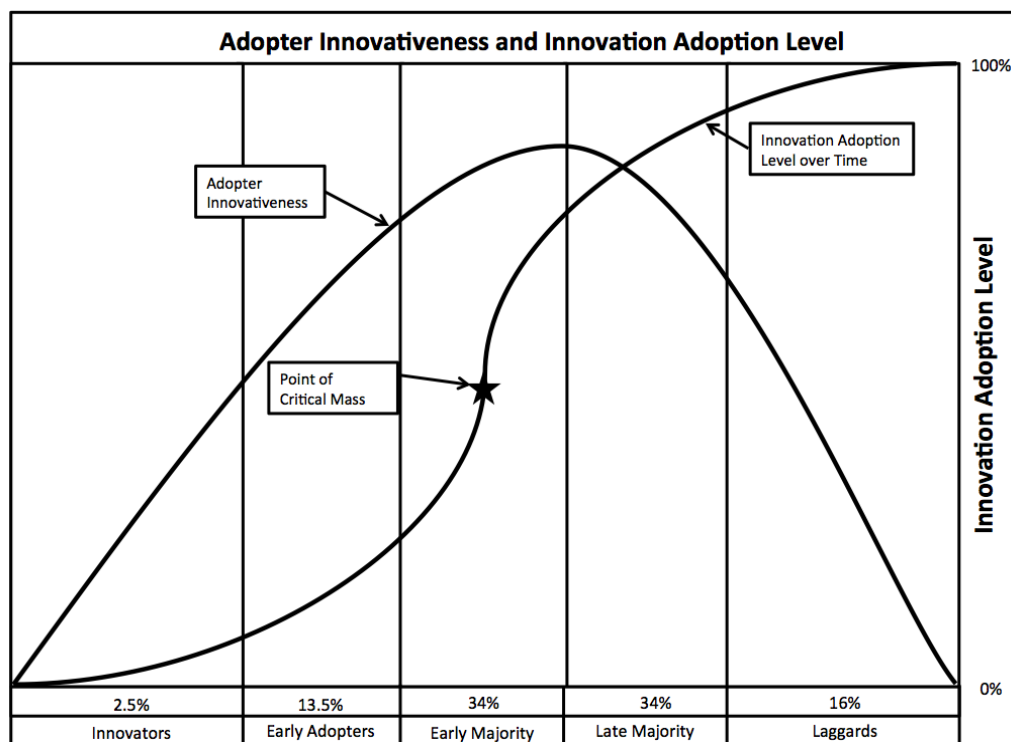 Adopter Innovativeness and Innovation Adoption Level
100%
Innovation Adoption
Level over Time
Adopter
Innovativeness
Point of
Critical Mass
Innovation Adoption Level
0%
2.5%
13.5%
34%
34%
16%
Innovators
Early Adopters
Early Majority
Late Majority
Laggards